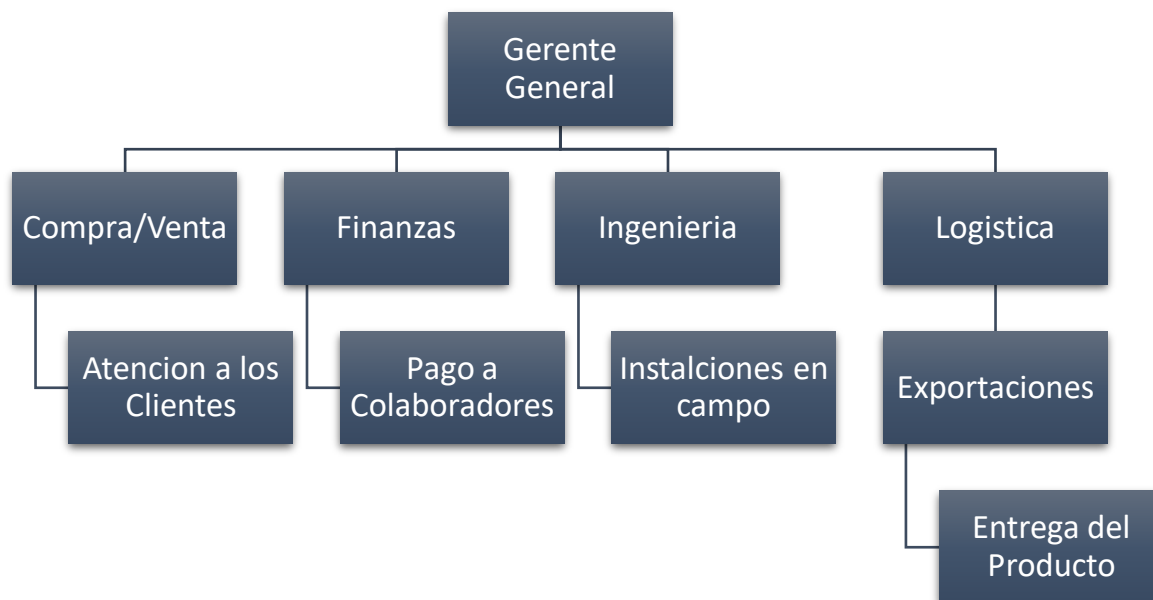 Gerente
General
Compra/Venta
Finanzas
Ingenieria
Logistica
Atencion a los
Clientes
Pago a
Colaboradores
Instalciones en
campo
Exportaciones
Entrega del
Producto